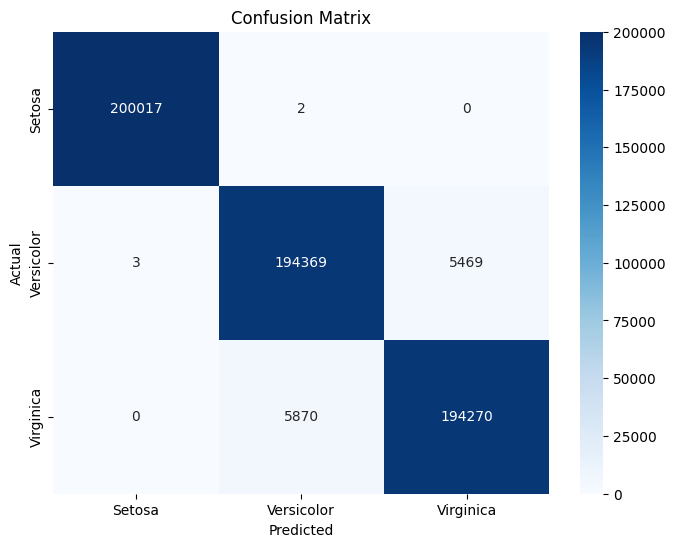 Confusion Matrix
Actual
Setosa
200017 2 0
Versicolor
3 194369 5469
Virginica
0 5870 194270
Setosa Versicolor Virginica
Predicted
200000
175000
150000
125000
100000
75000
50000
25000
0